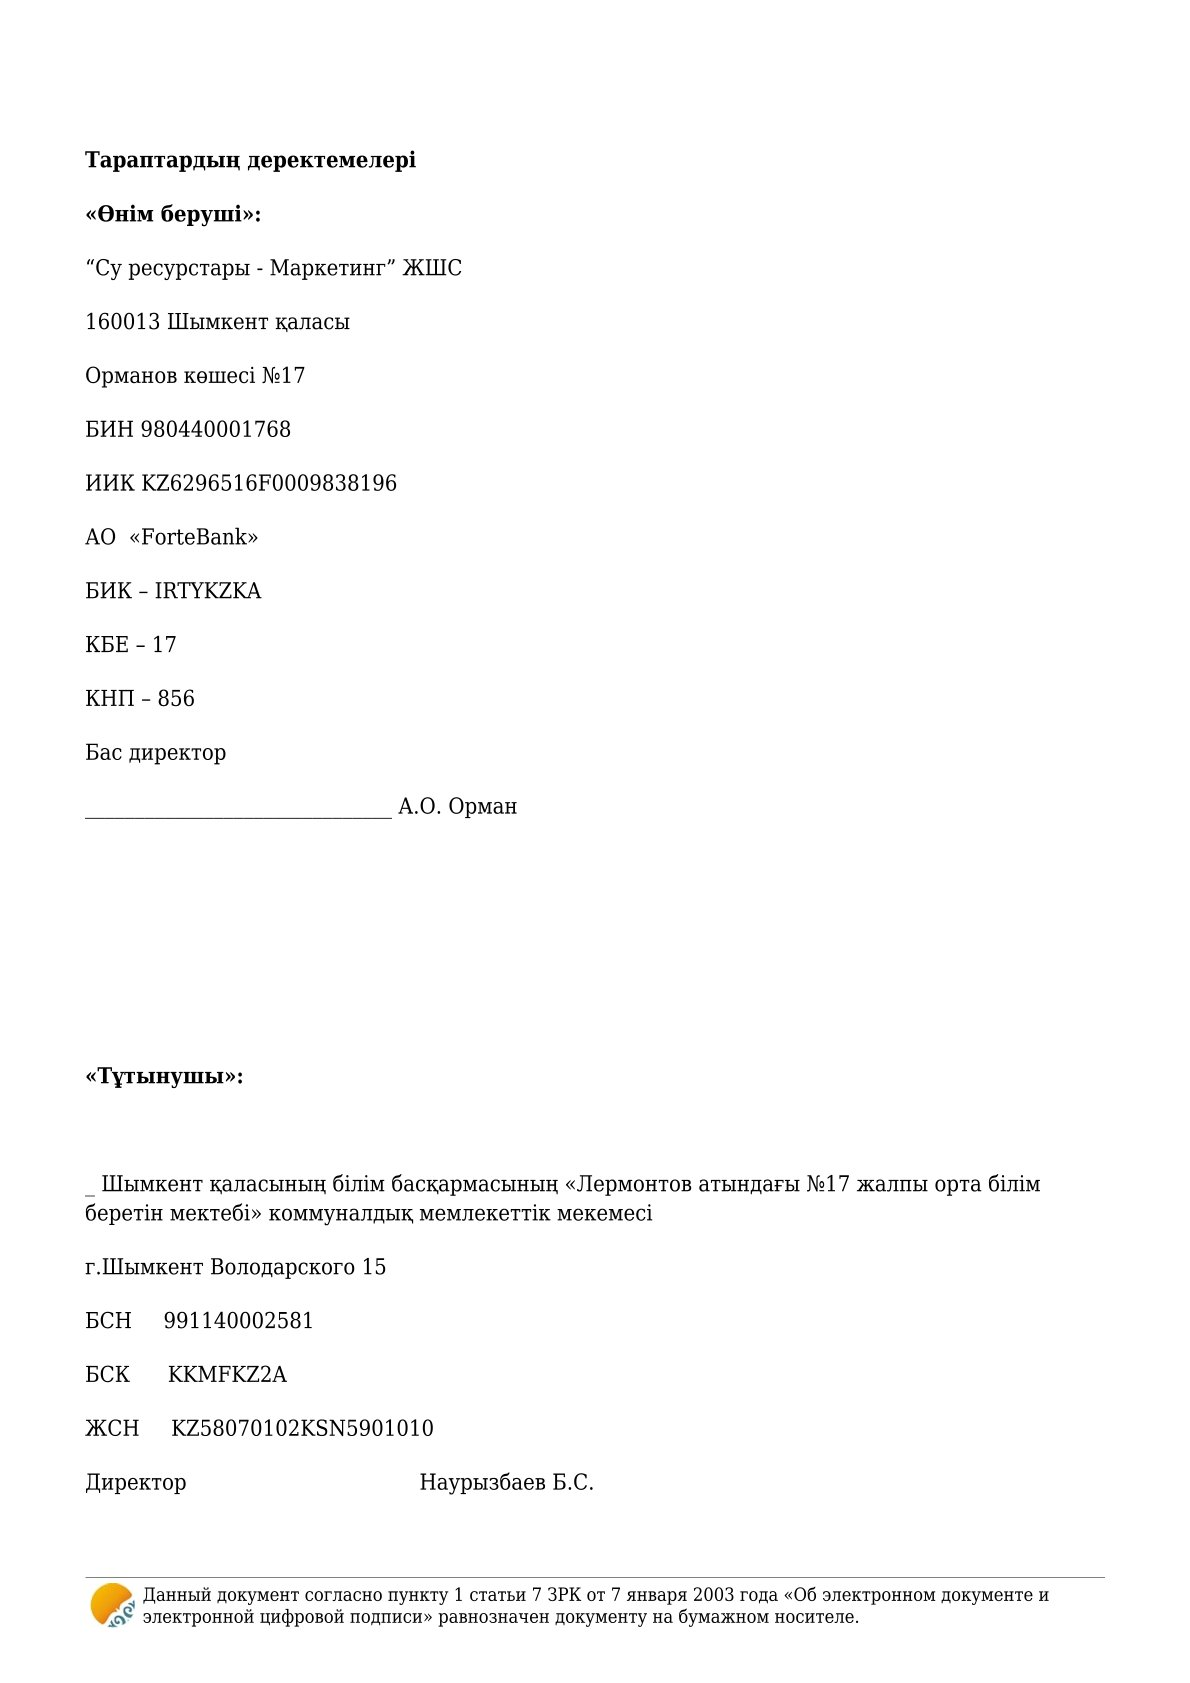 Тараптардың деректемелері
«Өнім беруші»:
“Су ресурстары - Маркетинг” ЖШС
160013 Шымкент қаласы
Орманов көшесі №17
БИН 980440001768
ИИК KZ6296516F0009838196
АО «ForteBank»
БИК – IRTYKZKA
КБЕ – 17
КНП – 856
Бас директор
____________________________ А.О. Орман
«Тұтынушы»:
_ Шымкент қаласының білім басқармасының «Лермонтов атындағы №17 жалпы орта білім
беретін мектебі» коммуналдық мемлекеттік мекемесі
г.Шымкент Володарского 15
БСН 991140002581
БСК KKMFKZ2A
ЖСН KZ58070102KSN5901010
Директор Наурызбаев Б.С.
Данный документ согласно пункту 1 статьи 7 ЗРК от 7 января 2003 года «Об электронном документе и
электронной цифровой подписи» равнозначен документу на бумажном носителе.